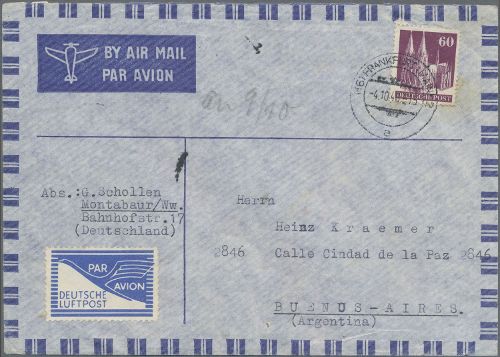 BY AIR MAIL
PAR AVION
60
DEUTSCHE POST
Abs.:G.Schollen
Montabaur/Ww.
Bahnhofstr.17
(Deutschland)
Herrn
Heinz Kraemer
2846 Calle Cindad de la Paz 2846
BUENOS-AIRES.
(Argentina)
PAR
AVION
DEUTSCHE
LUFTPOST